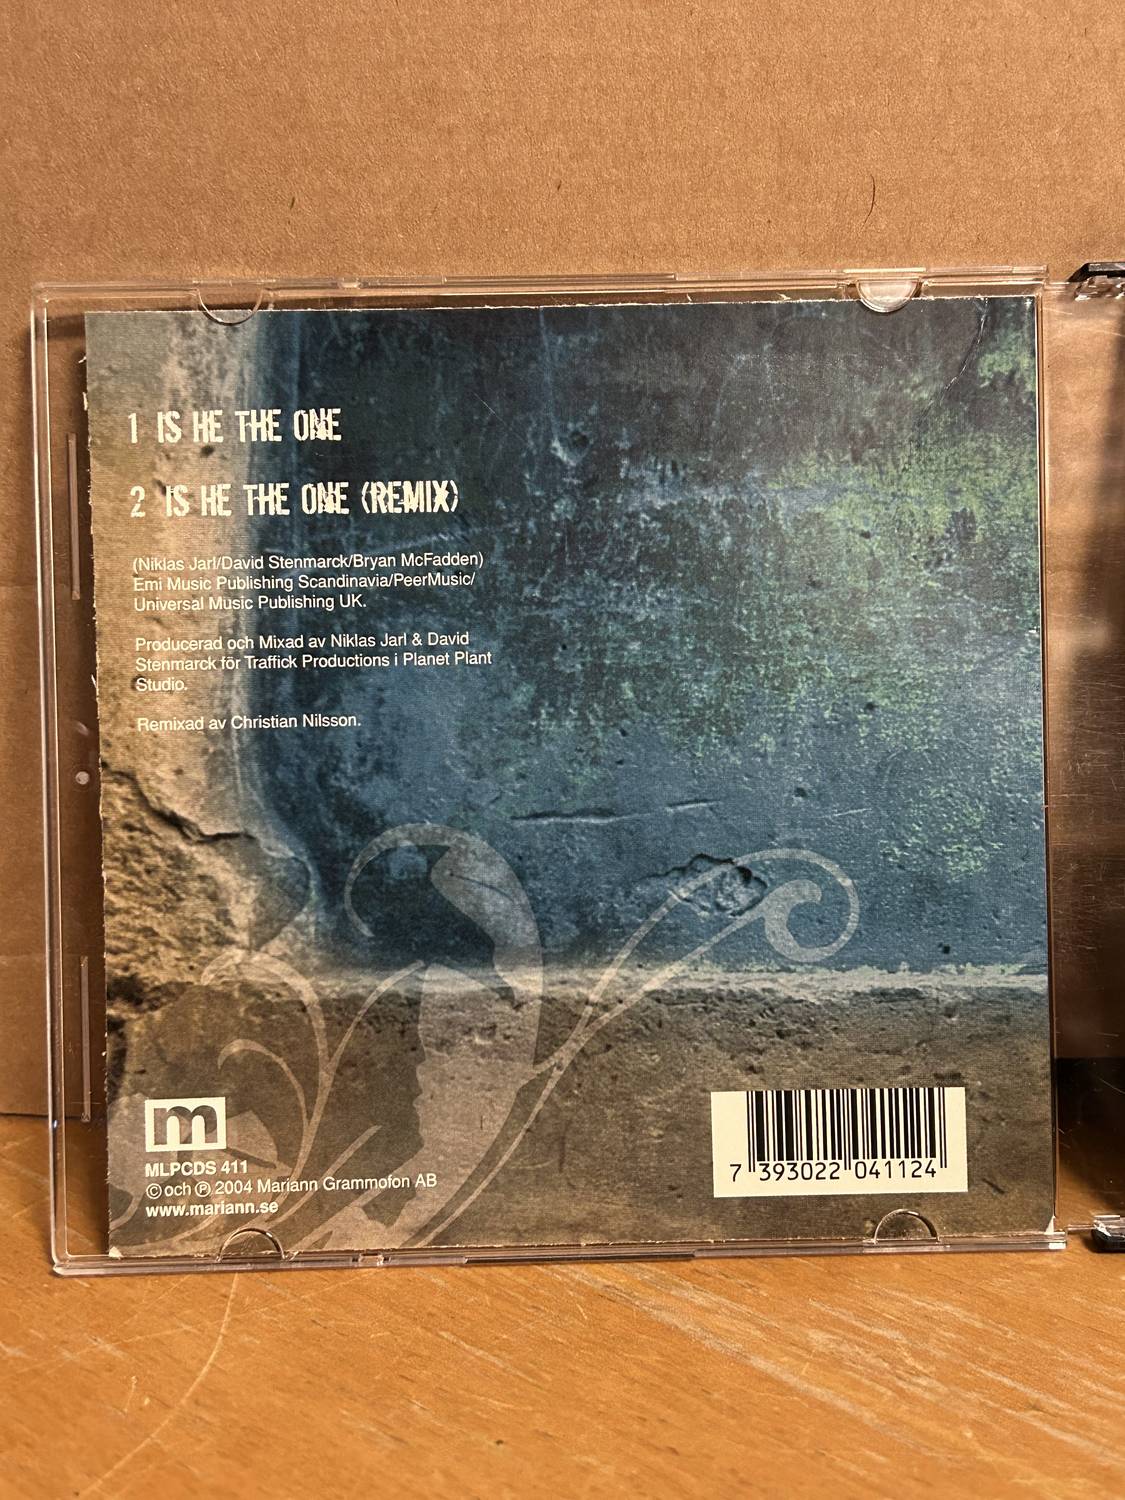 1 IS HE THE ONE
2 IS HE THE ONE (REMIX)
(Niklas Jarl/David Stenmarck/Bryan McFadden)
Emi Music Publishing Scandinavia/PeerMusic/
Universal Music Publishing UK.
Producerad och Mixad av Niklas Jarl & David
Stenmarck för Traffick Productions i Planet Plant
Studio.
Remixad av Christian Nilsson.
m
MLPCDS 411
© och ℗ 2004 Mariann Grammofon AB
www.mariann.se
7 393022 041124